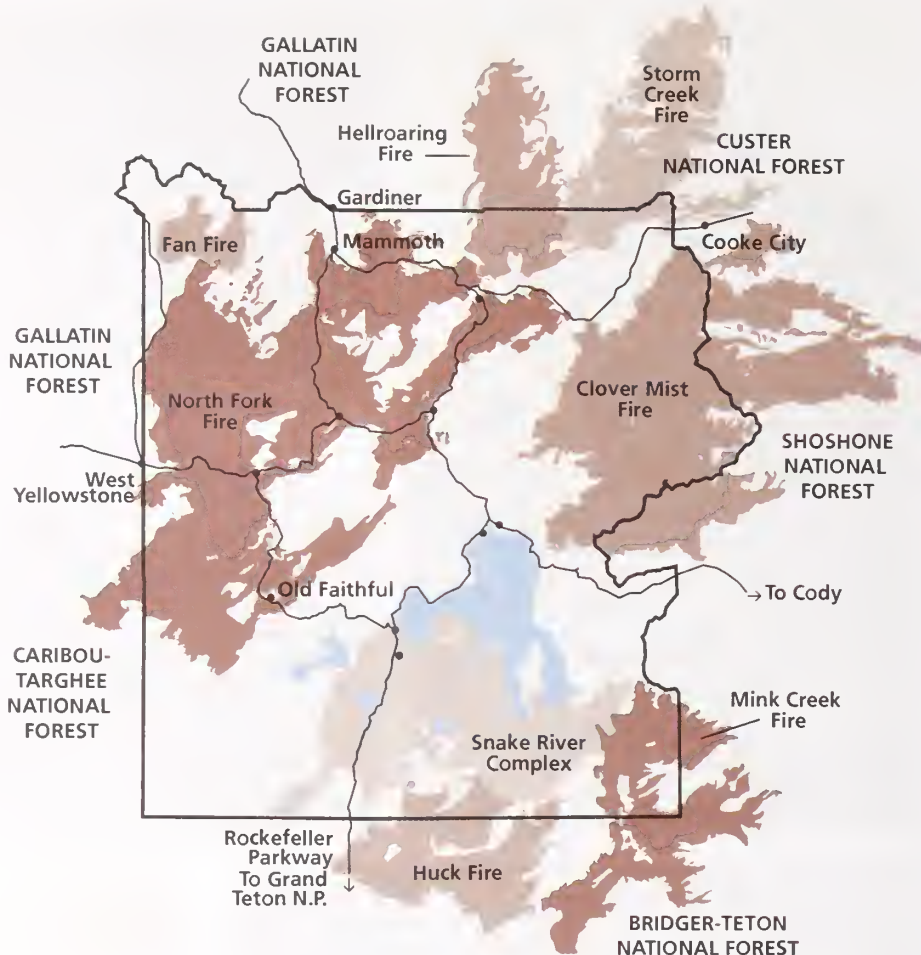 GALLATIN
NATIONAL
FOREST
Storm
Creek
Fire
Hellroaring
Fire
CUSTER
NATIONAL FOREST
Gardiner
Fan Fire
Mammoth
Cooke City
GALLATIN
NATIONAL
FOREST
North Fork
Fire
Clover Mist
Fire
SHOSHONE
NATIONAL
FOREST
West
Yellowstone
Old Faithful
→To Cody
CARIBOU-
TARGHEE
NATIONAL
FOREST
Mink Creek
Fire
Snake River
Complex
Rockefeller
Parkway
To Grand
Teton N.P.
Huck Fire
BRIDGER-TETON
NATIONAL FOREST